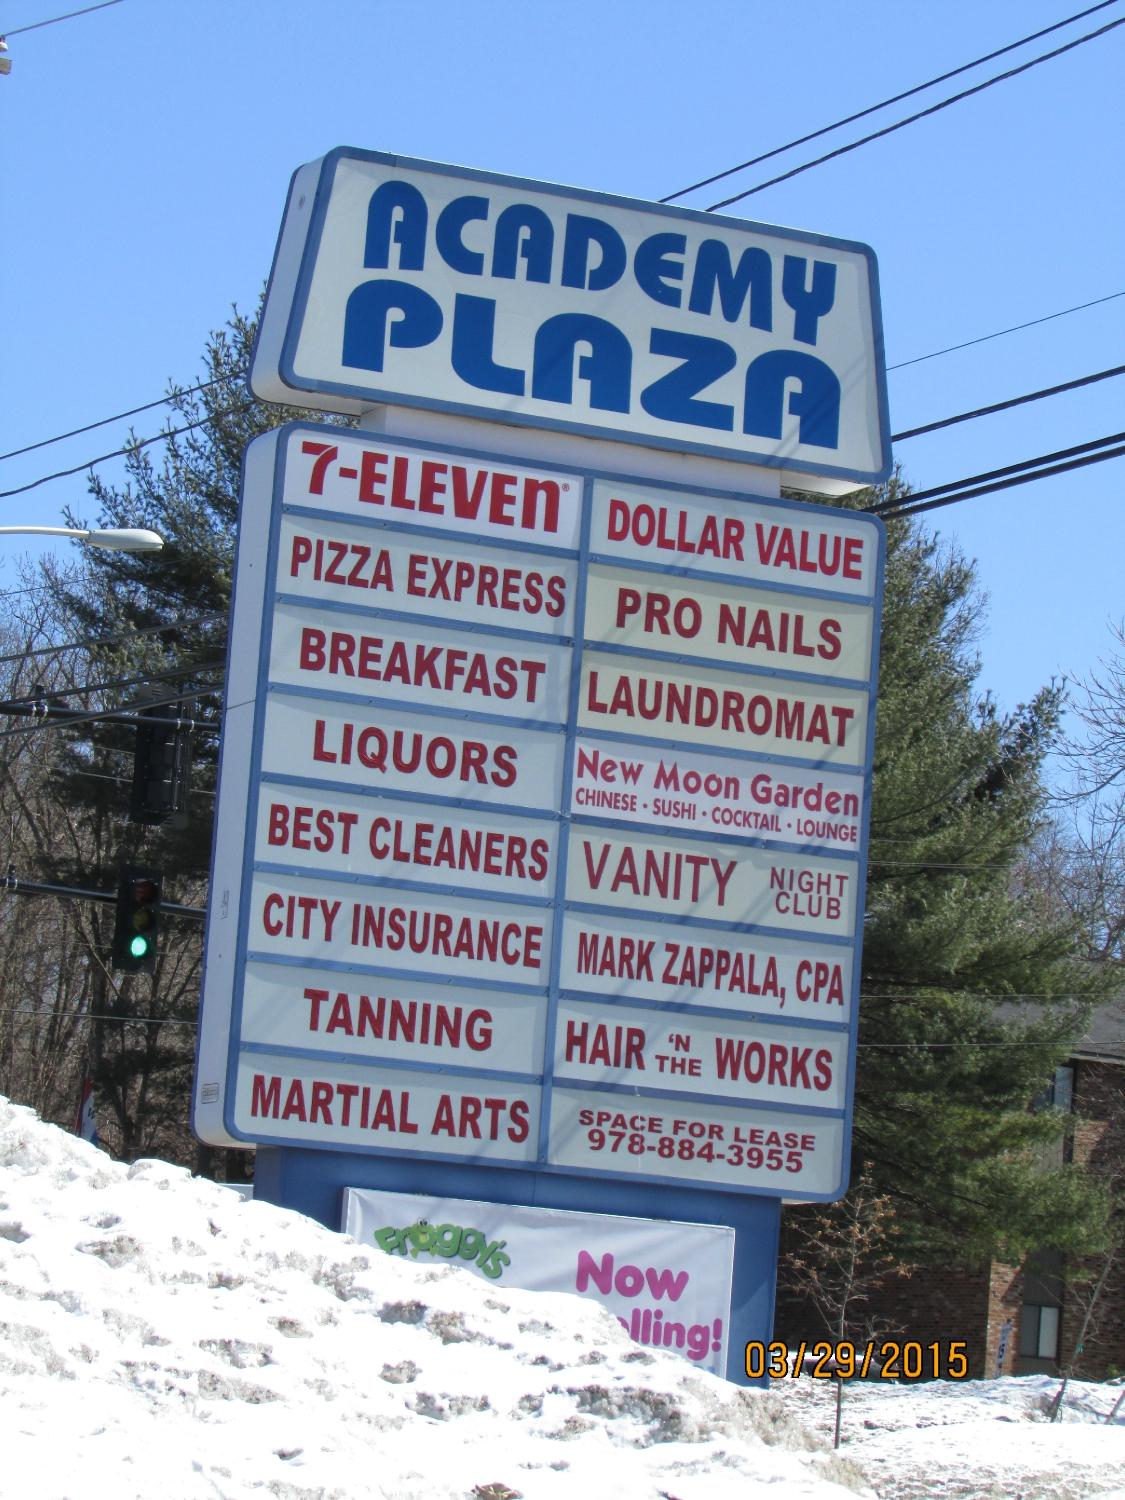 ACADEMY
PLAZA
7-ELEVEn®
PIZZA EXPRESS
BREAKFAST
LIQUORS
BEST CLEANERS
CITY INSURANCE
TANNING
MARTIAL ARTS
DOLLAR VALUE
PRO NAILS
LAUNDROMAT
New Moon Garden
CHINESE • SUSHI • COCKTAIL • LOUNGE
VANITY NIGHT CLUB
MARK ZAPPALA, CPA
HAIR 'N THE WORKS
SPACE FOR LEASE
978-884-3955
Froggy's
Now
03/29/2015